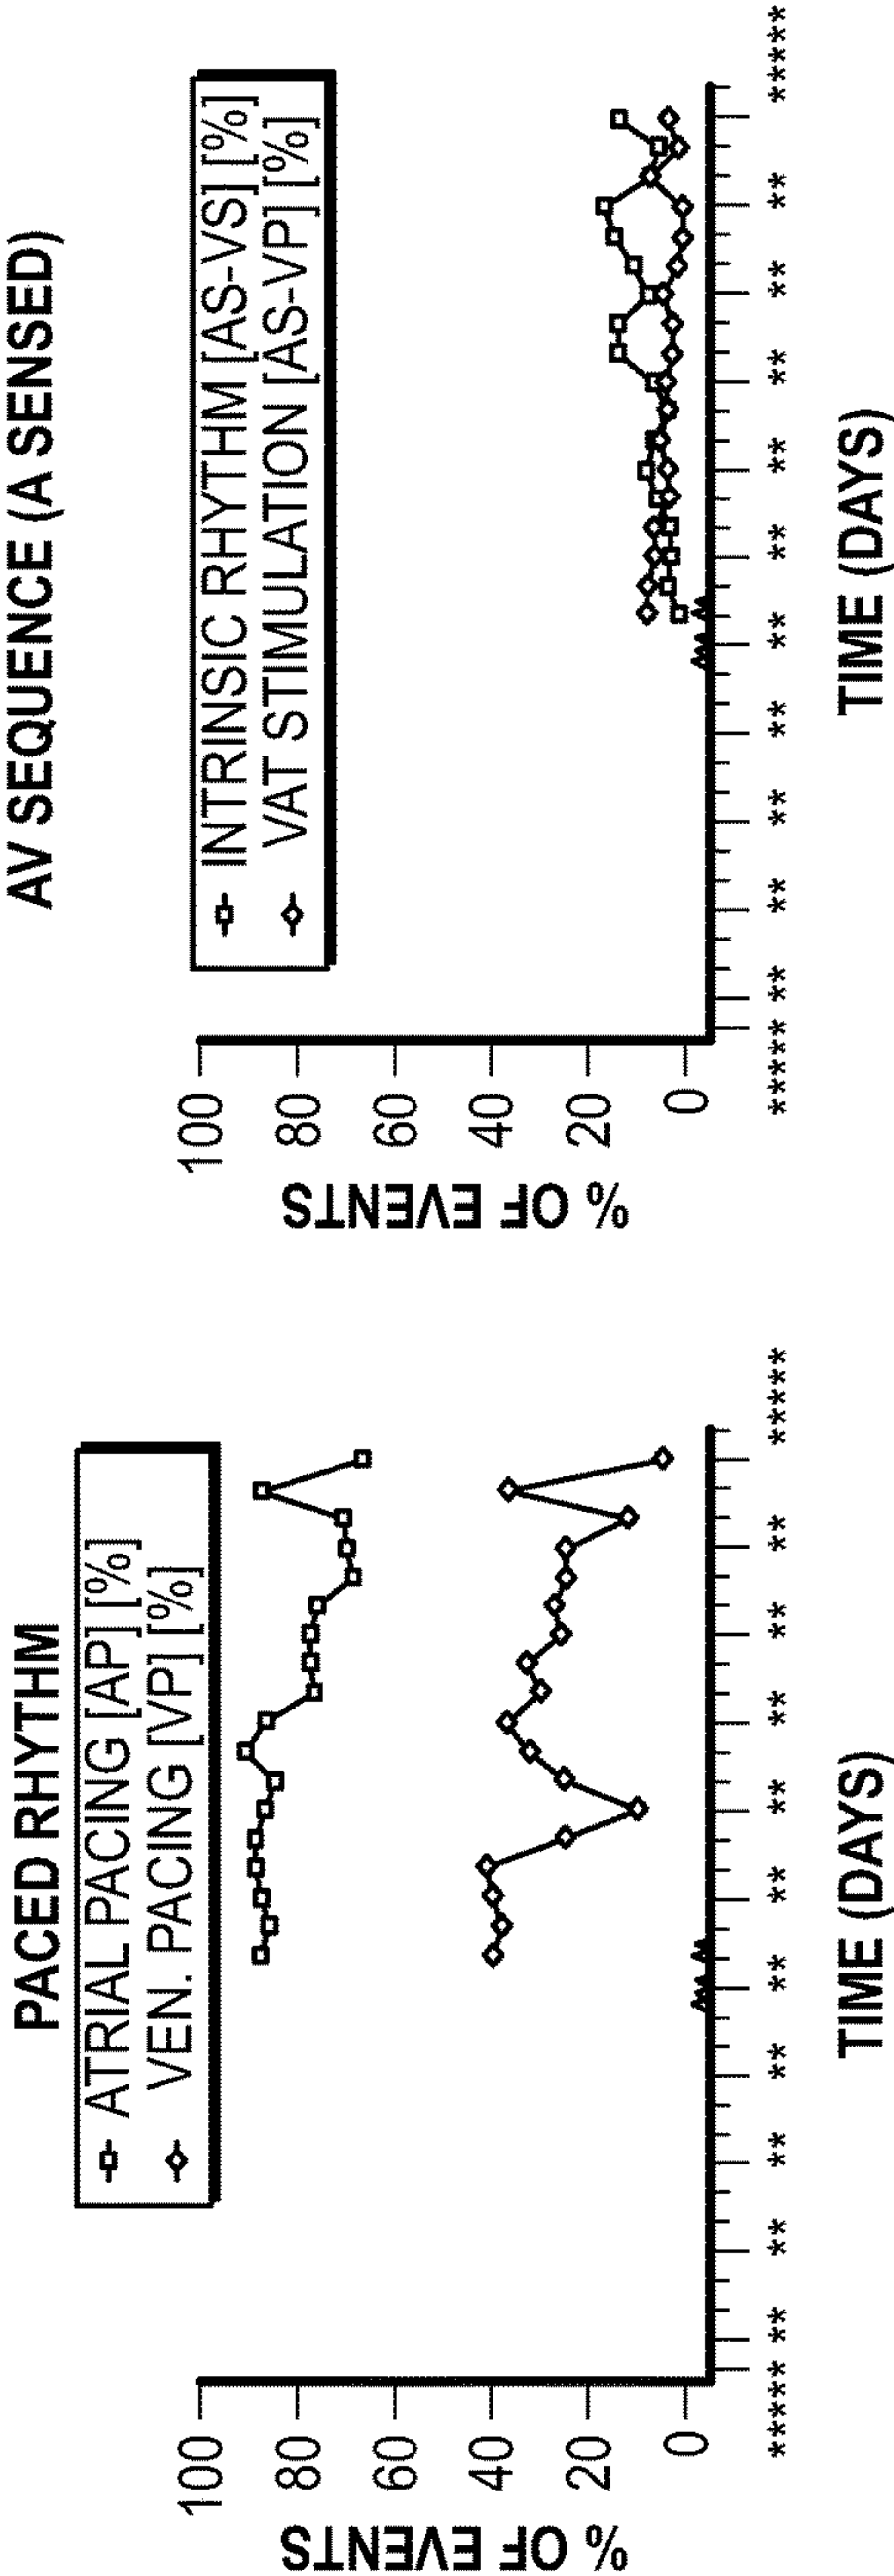 PACED RHYTHM
ATRIAL PACING [AP] [%]
VEN. PACING [VP] [%]
% OF EVENTS
100
80
60
40
20
0
***** ** ** ** ** ** ** ** ** ** ** *****
TIME (DAYS)
AV SEQUENCE (A SENSED)
INTRINSIC RHYTHM [AS-VS] [%]
VAT STIMULATION [AS-VP] [%]
% OF EVENTS
100
80
60
40
20
0
***** ** ** ** ** ** ** ** ** ** ** *****
TIME (DAYS)